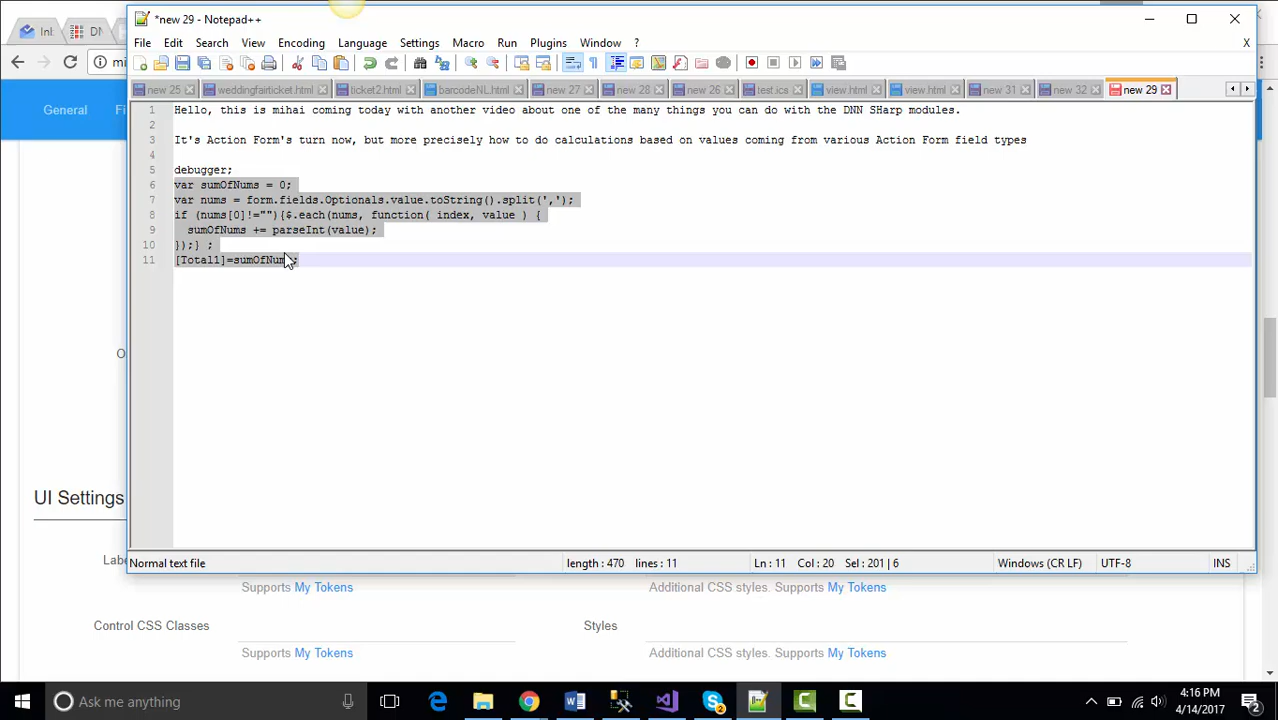 *new 29 - Notepad++
File Edit Search View Encoding Language Settings Macro Run Plugins Window ? X
new 25 weddingfairticket.html ticket2.html barcodeNL.html new 27 new 28 new 26 test.ics view.html view.html new 31 new 32 new 29
1 Hello, this is mihai coming today with another video about one of the many things you can do with the DNN SHarp modules.
2
3 It's Action Form's turn now, but more precisely how to do calculations based on values coming from various Action Form field types
4
5 debugger;
6 var sumOfNums = 0;
7 var nums = form.fields.Optionals.value.toString().split(',');
8 if (nums[0]!=""){$.each(nums, function( index, value ) {
9 sumOfNums += parseInt(value);
10 });} ;
11 [Total1]=sumOfNum ;
Normal text file length : 470 lines : 11 Ln : 11 Col : 20 Sel : 201 | 6 Windows (CR LF) UTF-8 INS
Inl DN
mi
General Fi
O
UI Settings
Labe
Supports My Tokens Additional CSS styles. Supports My Tokens
Control CSS Classes Styles
Supports My Tokens Additional CSS styles. Supports My Tokens
Ask me anything
4:16 PM
4/14/2017
2
2